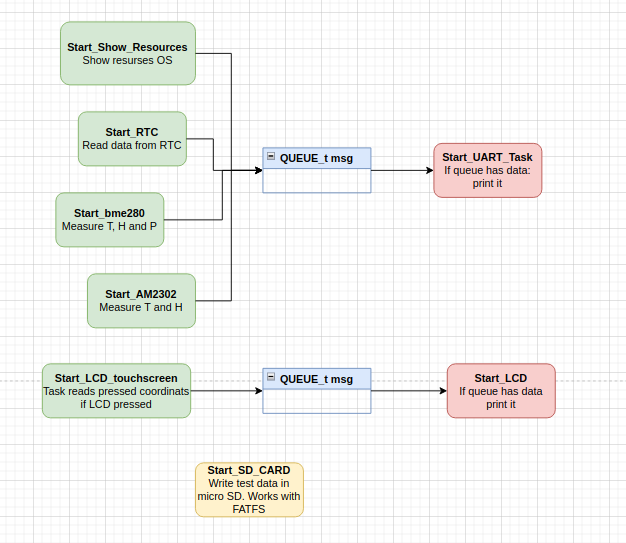 Start_Show_Resources
Show resurses OS
Start_RTC
Read data from RTC
QUEUE_t msg
Start_UART_Task
If queue has data:
print it
Start_bme280
Measure T, H and P
Start_AM2302
Measure T and H
Start_LCD_touchscreen
Task reads pressed coordinats
if LCD pressed
QUEUE_t msg
Start_LCD
If queue has data
print it
Start_SD_CARD
Write test data in
micro SD. Works with
FATFS